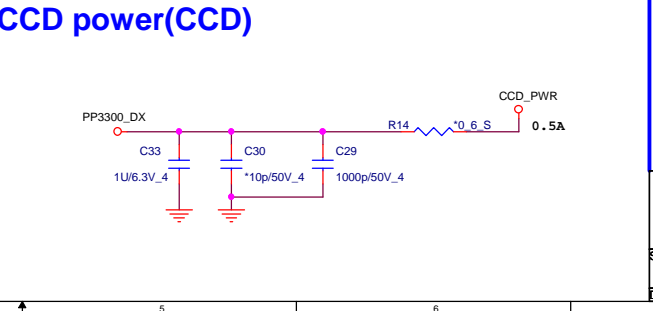 CCD power(CCD)
CCD_PWR
PP3300_DX
R14
*0_6_S
0.5A
C33
C30
C29
1U/6.3V_4
*10p/50V_4
1000p/50V_4
5
6